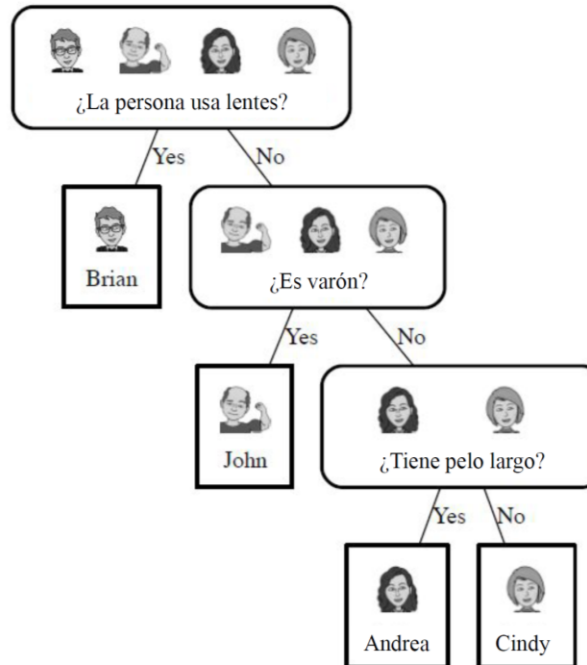 ¿La persona usa lentes?
Yes No
Brian
¿Es varón?
Yes No
John
¿Tiene pelo largo?
Yes No
Andrea Cindy